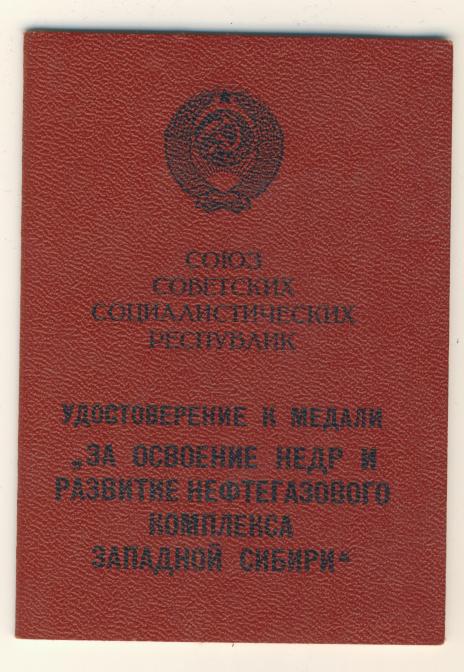 СОЮЗ
СОВЕТСКИХ
СОЦИАЛИСТИЧЕСКИХ
РЕСПУБЛИК
УДОСТОВЕРЕНИЕ К МЕДАЛИ
„ЗА ОСВОЕНИЕ НЕДР И
РАЗВИТИЕ НЕФТЕГАЗОВОГО
КОМПЛЕКСА
ЗАПАДНОЙ СИБИРИ“